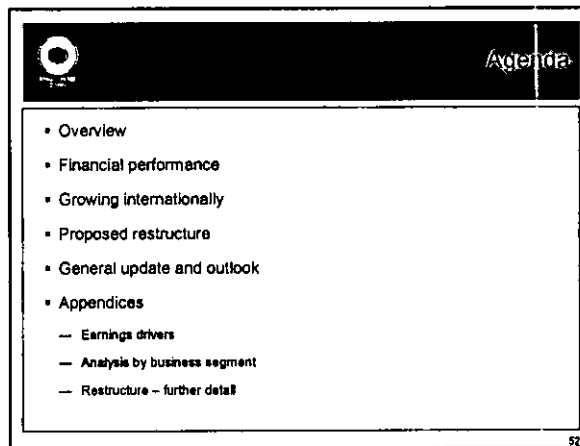 Agenda
▪ Overview
▪ Financial performance
▪ Growing internationally
▪ Proposed restructure
▪ General update and outlook
▪ Appendices
— Earnings drivers
— Analysis by business segment
— Restructure – further detail
52